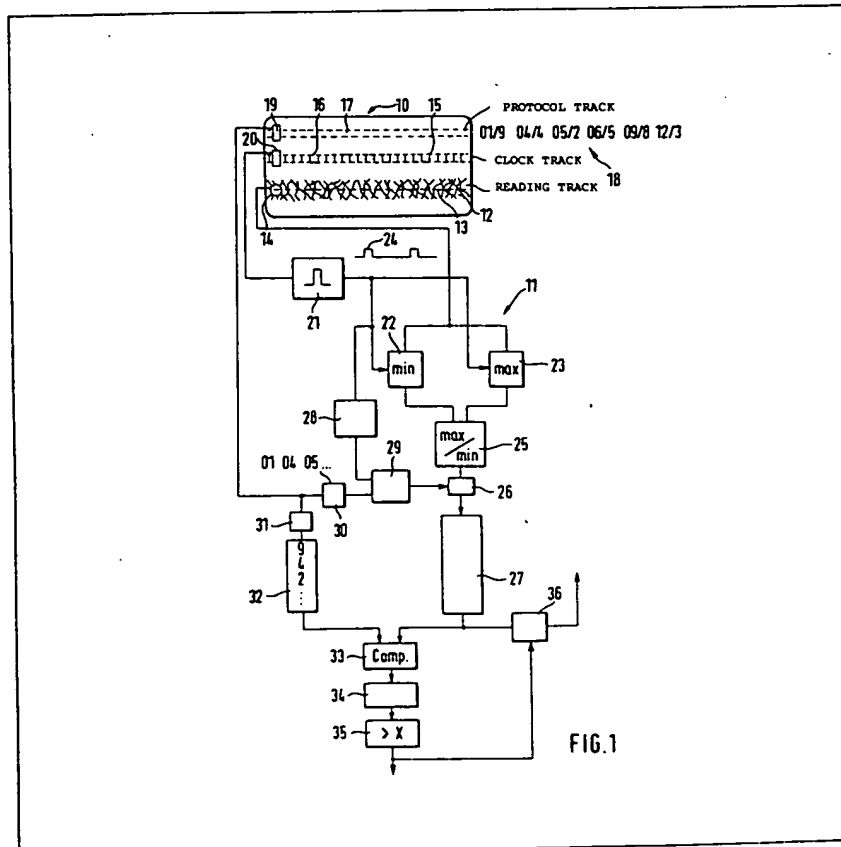 19 16 17 10 15
PROTOCOL TRACK
20
01/9 04/4 05/2 06/5 09/8 12/3
CLOCK TRACK
18
READING TRACK
14 13 12
24
11
21
22
min
max
23
28
max/min
25
01 04 05...
29
26
30
31
9
4
2
...
32
27
36
33
Comp.
34
35
> X
FIG.1